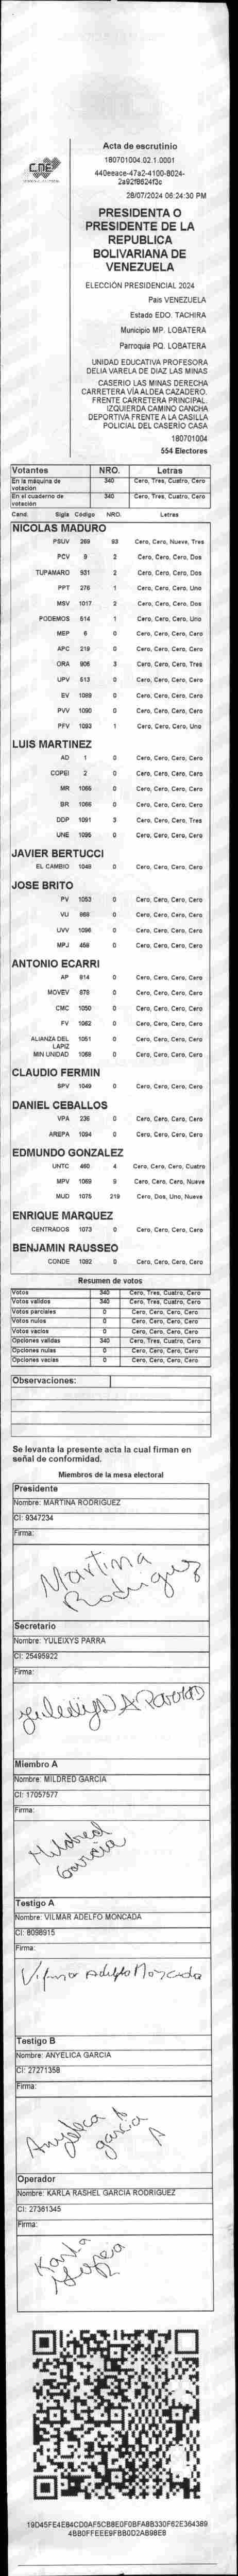 CNE
Acta de escrutinio
180701004.02.1.0001
440eeace-47a2-4100-8024-
2a92f8624f3c
28/07/2024 06:24:30 PM
PRESIDENTA O
PRESIDENTE DE LA
REPUBLICA
BOLIVARIANA DE
VENEZUELA
ELECCIÓN PRESIDENCIAL 2024
Pais VENEZUELA
Estado EDO. TACHIRA
Municipio MP. LOBATERA
Parroquia PQ. LOBATERA
UNIDAD EDUCATIVA PROFESORA
DELIA VARELA DE DIAZ LAS MINAS
CASERIO LAS MINAS DERECHA
CARRETERA VÍA ALDEA CAZADERO.
FRENTE CARRETERA PRINCIPAL.
IZQUIERDA CAMINO CANCHA
DEPORTIVA FRENTE A LA CASILLA
POLICIAL DEL CASERÍO CASA
180701004
554 Electores
Votantes NRO. Letras
En la máquina de votación 340 Cero, Tres, Cuatro, Cero
En el cuaderno de votación 340 Cero, Tres, Cuatro, Cero
Cand. Sigla Código NRO. Letras
NICOLAS MADURO
PSUV 269 93 Cero, Cero, Nueve, Tres
PCV 9 2 Cero, Cero, Cero, Dos
TUPAMARO 931 2 Cero, Cero, Cero, Dos
PPT 276 1 Cero, Cero, Cero, Uno
MSV 1017 2 Cero, Cero, Cero, Dos
PODEMOS 614 1 Cero, Cero, Cero, Uno
MEP 6 0 Cero, Cero, Cero, Cero
APC 219 0 Cero, Cero, Cero, Cero
ORA 906 3 Cero, Cero, Cero, Tres
UPV 513 0 Cero, Cero, Cero, Cero
EV 1089 0 Cero, Cero, Cero, Cero
PVV 1090 0 Cero, Cero, Cero, Cero
PFV 1093 1 Cero, Cero, Cero, Uno
LUIS MARTINEZ
AD 1 0 Cero, Cero, Cero, Cero
COPEI 2 0 Cero, Cero, Cero, Cero
MR 1065 0 Cero, Cero, Cero, Cero
BR 1066 0 Cero, Cero, Cero, Cero
DDP 1091 3 Cero, Cero, Cero, Tres
UNE 1095 0 Cero, Cero, Cero, Cero
JAVIER BERTUCCI
EL CAMBIO 1048 0 Cero, Cero, Cero, Cero
JOSE BRITO
PV 1053 0 Cero, Cero, Cero, Cero
VU 868 0 Cero, Cero, Cero, Cero
UVV 1096 0 Cero, Cero, Cero, Cero
MPJ 468 0 Cero, Cero, Cero, Cero
ANTONIO ECARRI
AP 914 0 Cero, Cero, Cero, Cero
MOVEV 878 0 Cero, Cero, Cero, Cero
CMC 1050 0 Cero, Cero, Cero, Cero
FV 1062 0 Cero, Cero, Cero, Cero
ALIANZA DEL LAPIZ 1051 0 Cero, Cero, Cero, Cero
MIN UNIDAD 1068 0 Cero, Cero, Cero, Cero
CLAUDIO FERMIN
SPV 1049 0 Cero, Cero, Cero, Cero
DANIEL CEBALLOS
VPA 236 0 Cero, Cero, Cero, Cero
AREPA 1094 0 Cero, Cero, Cero, Cero
EDMUNDO GONZALEZ
UNTC 460 4 Cero, Cero, Cero, Cuatro
MPV 1069 9 Cero, Cero, Cero, Nueve
MUD 1075 219 Cero, Dos, Uno, Nueve
ENRIQUE MARQUEZ
CENTRADOS 1073 0 Cero, Cero, Cero, Cero
BENJAMIN RAUSSEO
CONDE 1092 0 Cero, Cero, Cero, Cero
Resumen de votos
Votos 340 Cero, Tres, Cuatro, Cero
Votos validos 340 Cero, Tres, Cuatro, Cero
Votos parciales 0 Cero, Cero, Cero, Cero
Votos nulos 0 Cero, Cero, Cero, Cero
Votos vacios 0 Cero, Cero, Cero, Cero
Opciones validas 340 Cero, Tres, Cuatro, Cero
Opciones nulas 0 Cero, Cero, Cero, Cero
Opciones vacias 0 Cero, Cero, Cero, Cero
Observaciones:
Se levanta la presente acta la cual firman en
señal de conformidad.
Miembros de la mesa electoral
Presidente
Nombre: MARTINA RODRIGUEZ
CI: 9347234
Firma:
Martina
Rodriguez
Secretario
Nombre: YULEIXYS PARRA
CI: 25495922
Firma:
Miembro A
Nombre: MILDRED GARCIA
CI: 17057577
Firma:
Mildred
Garcia
Testigo A
Nombre: VILMAR ADELFO MONCADA
CI: 8098915
Firma:
Vilmar Adelfo Moncada
Testigo B
Nombre: ANYELICA GARCIA
CI: 27271358
Firma:
Anyelica
garcia
Operador
Nombre: KARLA RASHEL GARCIA RODRIGUEZ
CI: 27361345
Firma:
Karla
19D45FE4E84CD0AF5CB8E0F0BFA8B330F62E364389
4BB0FFEEE9FBB0D2AB98E8